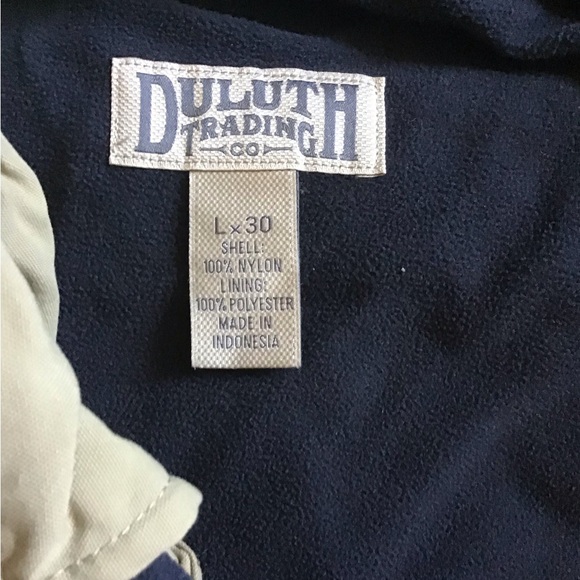 DULUTH
TRADING
CO
L x 30
SHELL:
100% NYLON
LINING:
100% POLYESTER
MADE IN
INDONESIA